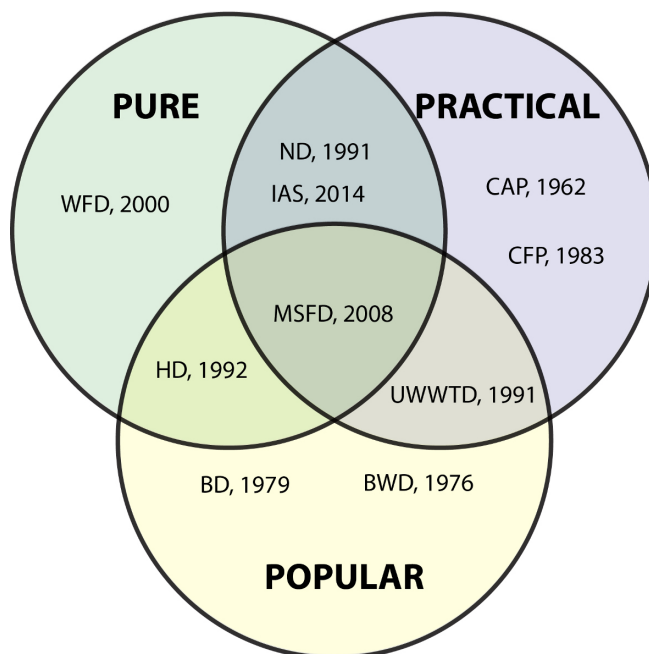 PURE
PRACTICAL
ND, 1991
IAS, 2014
CAP, 1962
WFD, 2000
CFP, 1983
MSFD, 2008
HD, 1992
UWWTD, 1991
BD, 1979
BWD, 1976
POPULAR